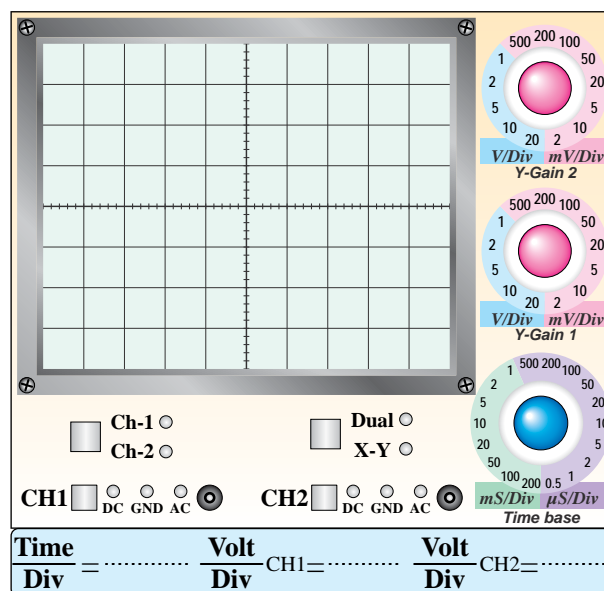 500 200 100
1 50
2 20
5 10
10 5
20 2
V/Div mV/Div
Y-Gain 2
500 200 100
1 50
2 20
5 10
10 5
20 2
V/Div mV/Div
Y-Gain 1
500 200
1 100
2 50
5 20
10 10
20 5
50 2
100 1
200 0.5
mS/Div µS/Div
Time base
Ch-1
Ch-2
Dual
X-Y
CH1 DC GND AC
CH2 DC GND AC
Time/Div = ············ Volt/Div CH1= ············ Volt/Div CH2= ············